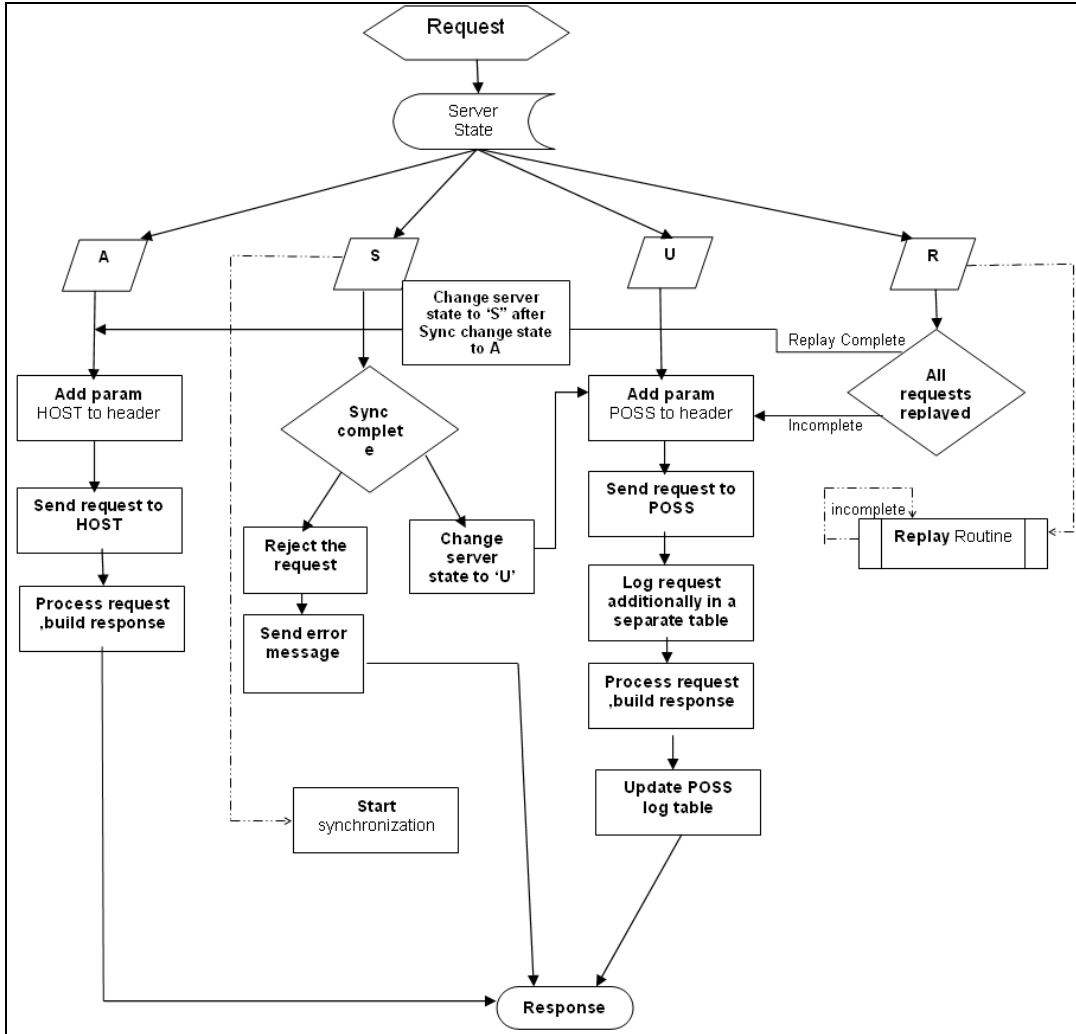 Request
Server
State
A
S
U
R
Change server
state to ‘S” after
Sync change state
to A
Replay Complete
All
requests
replayed
Incomplete
Add param
HOST to header
Sync
complet
e
Add param
POSS to header
Send request to
HOST
Send request to
POSS
Reject the
request
Change
server
state to ‘U’
incomplete
Replay Routine
Process request
,build response
Log request
additionally in a
separate table
Send error
message
Process request
,build response
Start
synchronization
Update POSS
log table
Response